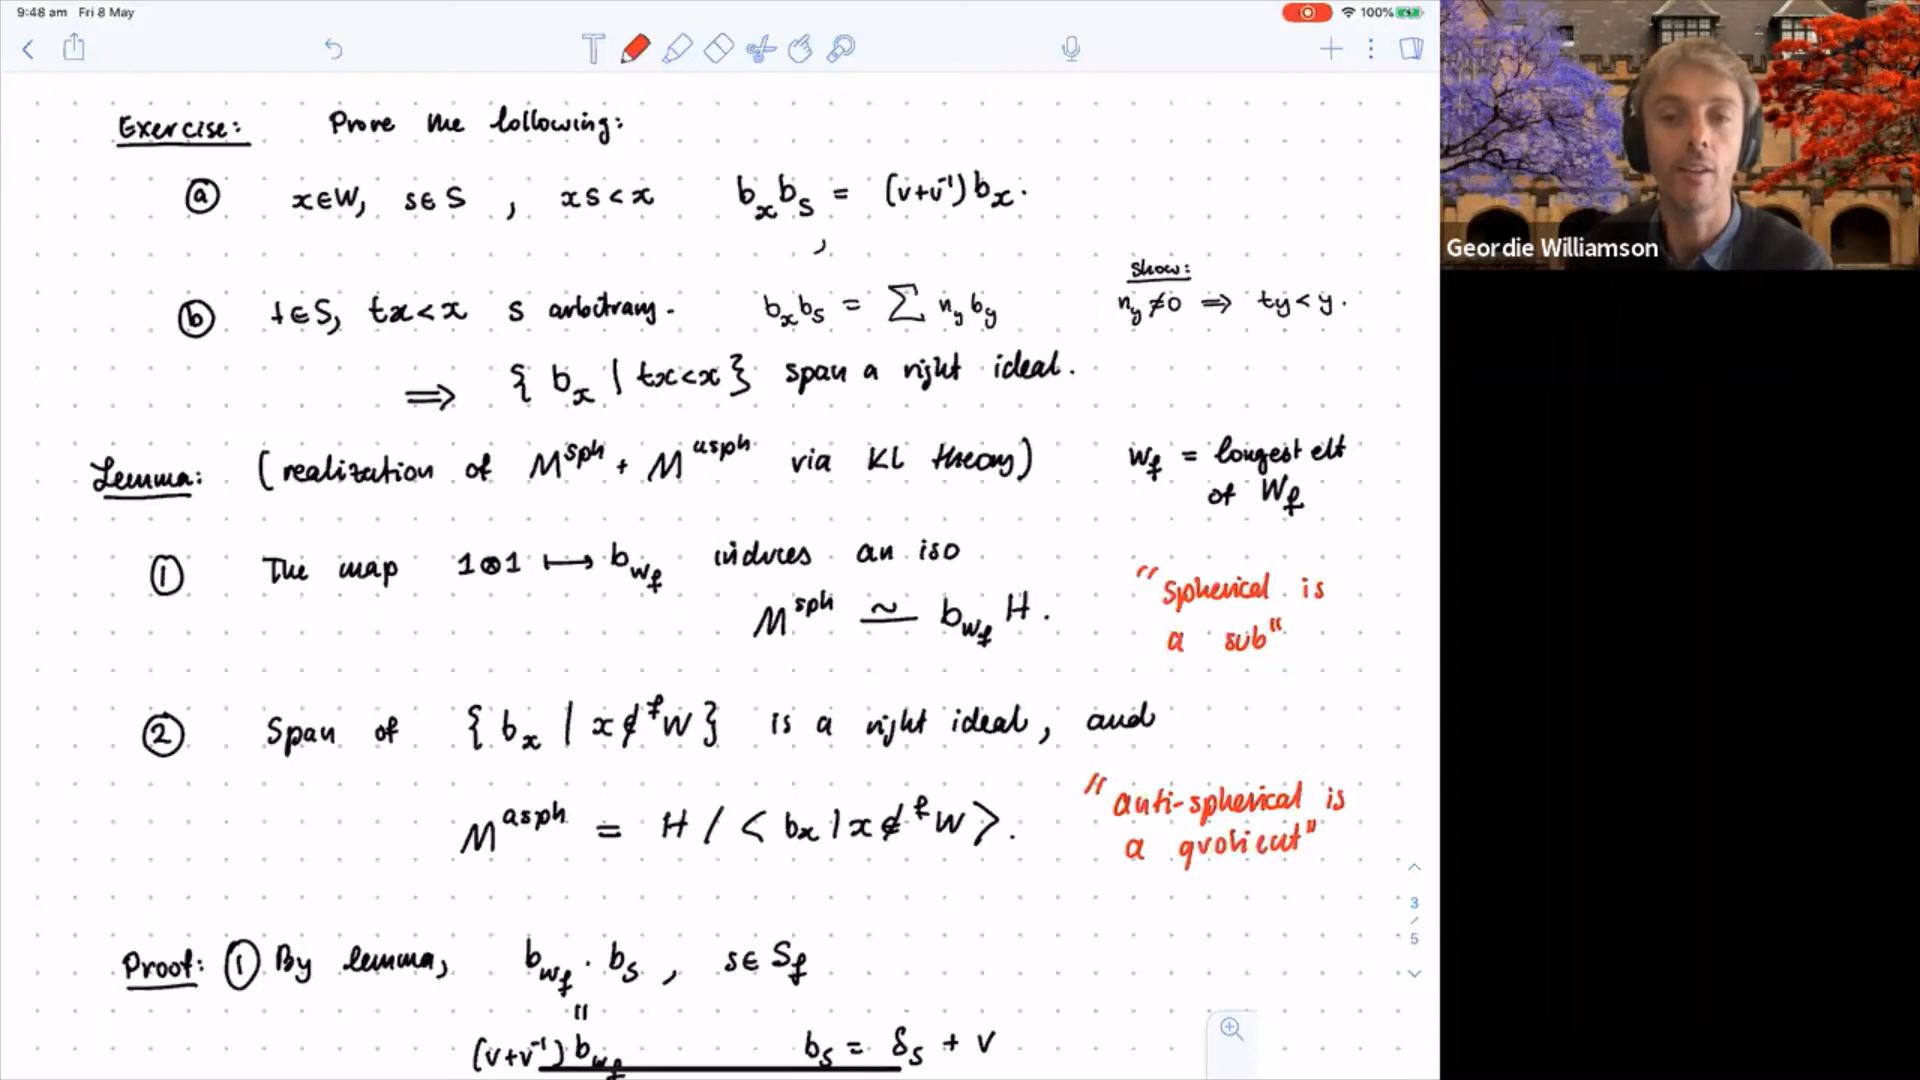 9:48 am Fri 8 May
100%
Exercise: Prove the following:
ⓐ x∈W, s∈S, xs<x b_x b_s = (v+v⁻¹) b_x.
,
Show:
ⓑ t∈S, tx<x s arbitrary. b_x b_s = Σ n_y b_y n_y≠0 ⇒ ty<y.
⟹ { b_x | tx<x } span a right ideal.
Lemma: (realization of M^sph + M^asph via KL theory) w_f = longest elt
of W_f
① The map 1⊗1 ↦ b_{w_f} induces an iso
M^sph ≃ b_{w_f} H. "spherical is
a sub"
② Span of { b_x | x∉ ^fW } is a right ideal, and
M^asph = H / < b_x | x∉ ^fW >. "anti-spherical is
a quotient"
Proof: ① By lemma, b_{w_f} · b_s, s∈S_f
"
(v+v⁻¹) b_{w_f} b_s = δ_s + v
3
/
5
Geordie Williamson